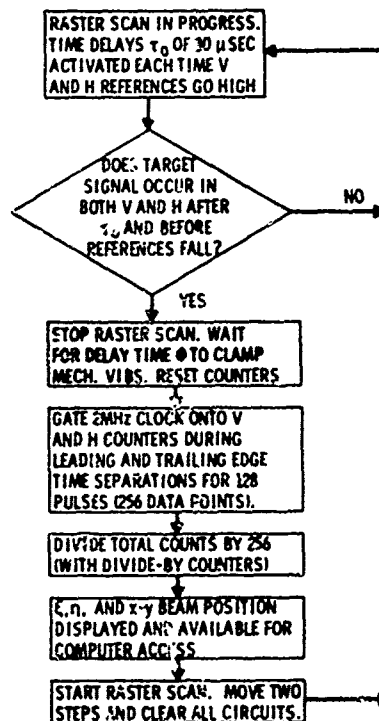 RASTER SCAN IN PROGRESS.
TIME DELAYS τ₀ OF 30 μSEC
ACTIVATED EACH TIME V
AND H REFERENCES GO HIGH
DOES TARGET
SIGNAL OCCUR IN
BOTH V AND H AFTER
τ₀ AND BEFORE
REFERENCES FALL?
NO
YES
STOP RASTER SCAN. WAIT
FOR DELAY TIME Φ TO CLAMP
MECH. VIBS. RESET COUNTERS
GATE 2MHz CLOCK ONTO V
AND H COUNTERS DURING
LEADING AND TRAILING EDGE
TIME SEPARATIONS FOR 128
PULSES (256 DATA POINTS).
DIVIDE TOTAL COUNTS BY 256
(WITH DIVIDE-BY COUNTERS)
ξ,η, AND x-y BEAM POSITION
DISPLAYED AND AVAILABLE FOR
COMPUTER ACCESS
START RASTER SCAN. MOVE TWO
STEPS AND CLEAR ALL CIRCUITS.